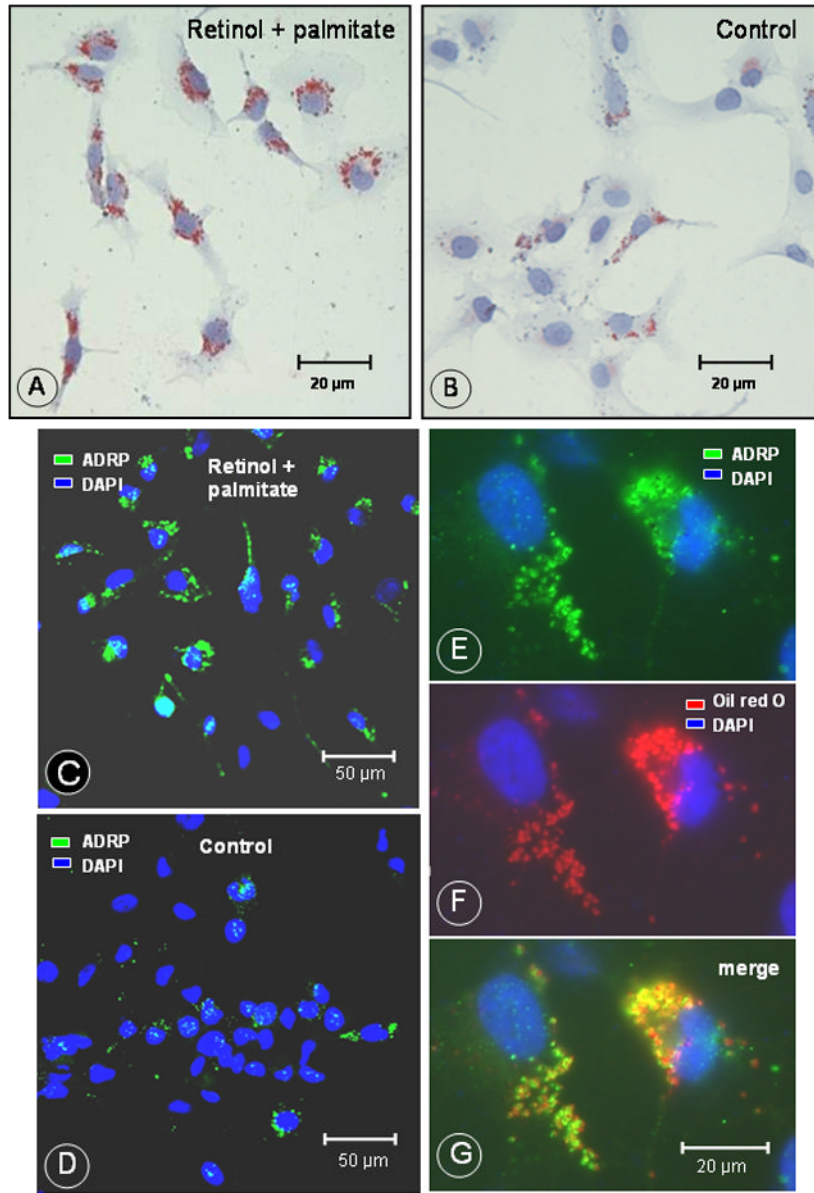 Retinol + palmitate
20 µm
A
Control
20 µm
B
ADRP
DAPI
Retinol +
palmitate
50 µm
C
ADRP
DAPI
Control
50 µm
D
ADRP
DAPI
E
Oil red O
DAPI
F
merge
20 µm
G